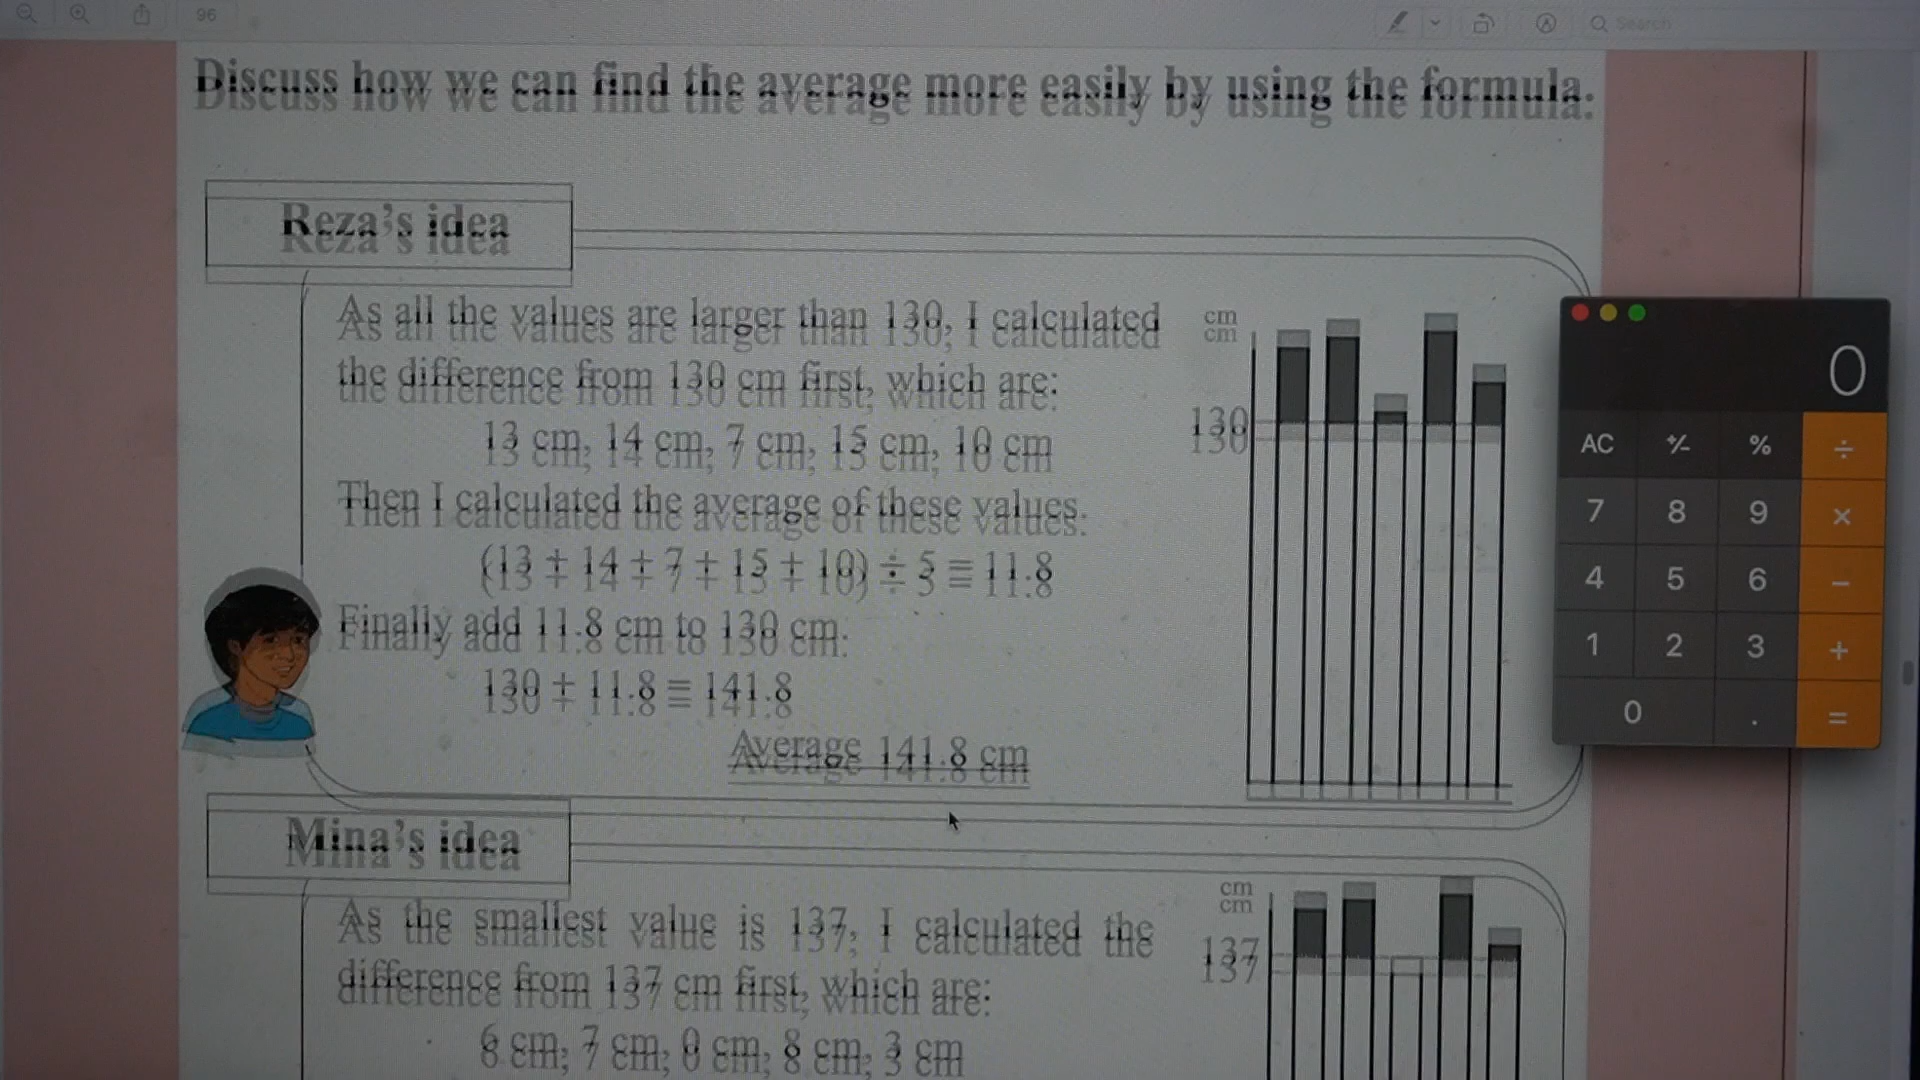 96
Search
Discuss how we can find the average more easily by using the formula.
Reza's idea
As all the values are larger than 130, I calculated
the difference from 130 cm first, which are:
13 cm, 14 cm, 7 cm, 15 cm, 10 cm
Then I calculated the average of these values.
(13 + 14 + 7 + 15 + 10) ÷ 5 = 11.8
Finally add 11.8 cm to 130 cm.
130 + 11.8 = 141.8
Average 141.8 cm
cm
130
0
AC +/- % ÷
7 8 9 ×
4 5 6 −
1 2 3 +
0 . =
Mina's idea
As the smallest value is 137, I calculated the
difference from 137 cm first, which are:
6 cm, 7 cm, 0 cm, 8 cm, 3 cm
cm
137